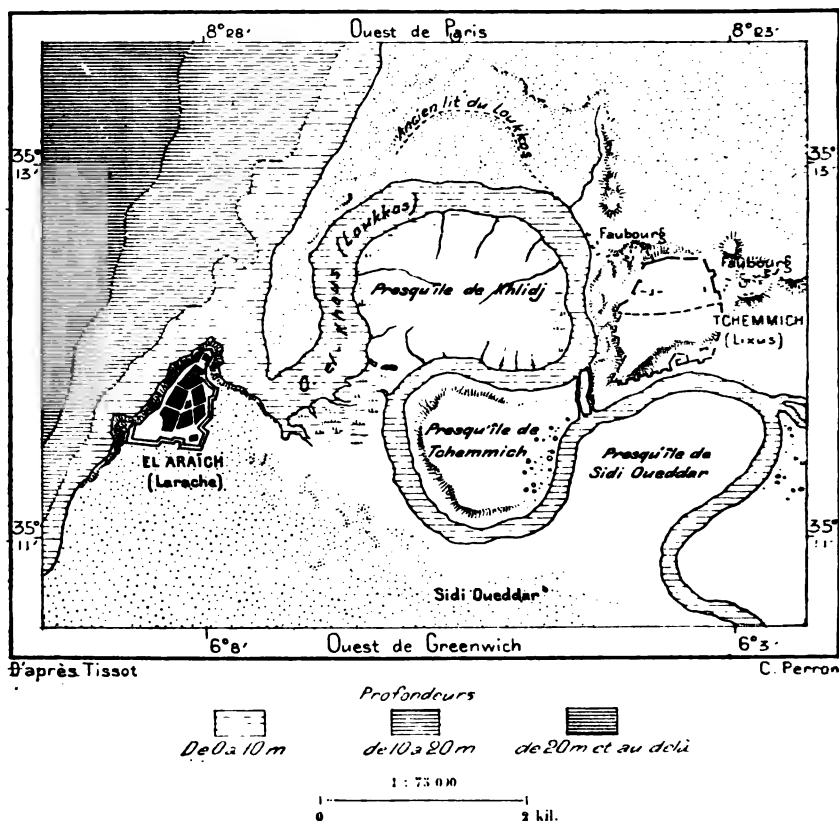 8°28' Ouest de Paris 8°23'
Ancien lit du Loukkos
35° 35°
13' 13'
(Loukkos)
Faubourg
Presqu'île de Khlidj
Faubourgs
TCHEMMICH
(Lixus)
Presqu'île de
Tchemmich
Presqu'île de
Sidi Oueddar
EL ARAÏCH
(Larache)
35° 35°
11' 11'
Sidi Oueddar
6°8' Ouest de Greenwich 6°3'
D'après Tissot C. Perron
Profondeurs
De 0 à 10 m de 10 à 20 m de 20 m et au delà
1 : 75 000
0 2 kil.